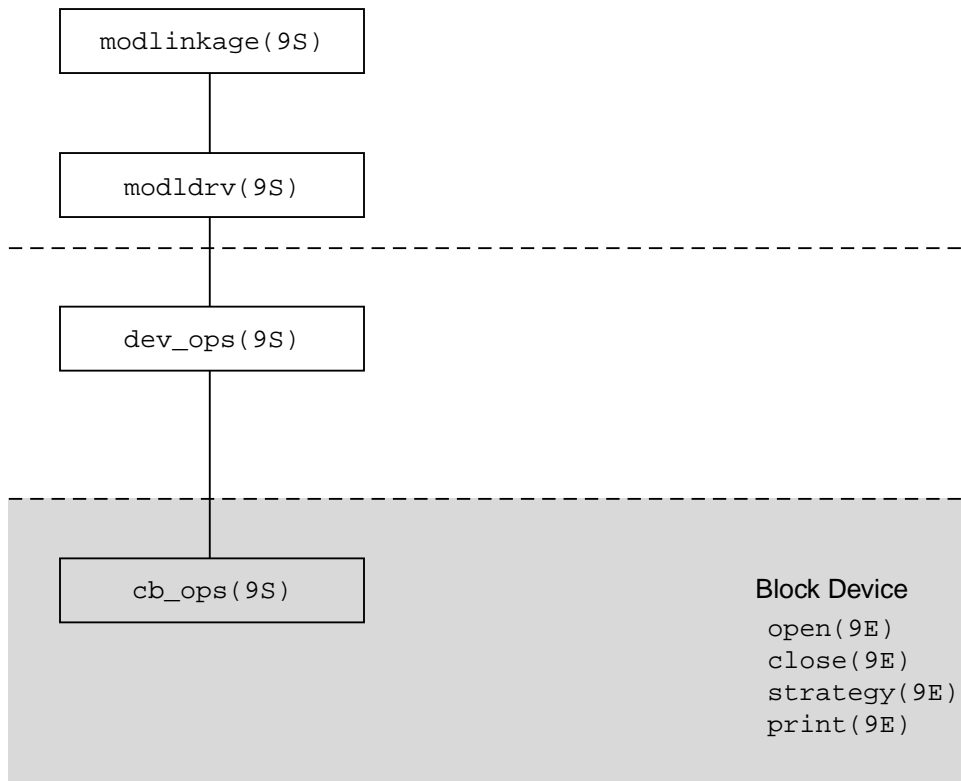 modlinkage(9S)
modldrv(9S)
dev_ops(9S)
cb_ops(9S)
Block Device
open(9E)
close(9E)
strategy(9E)
print(9E)